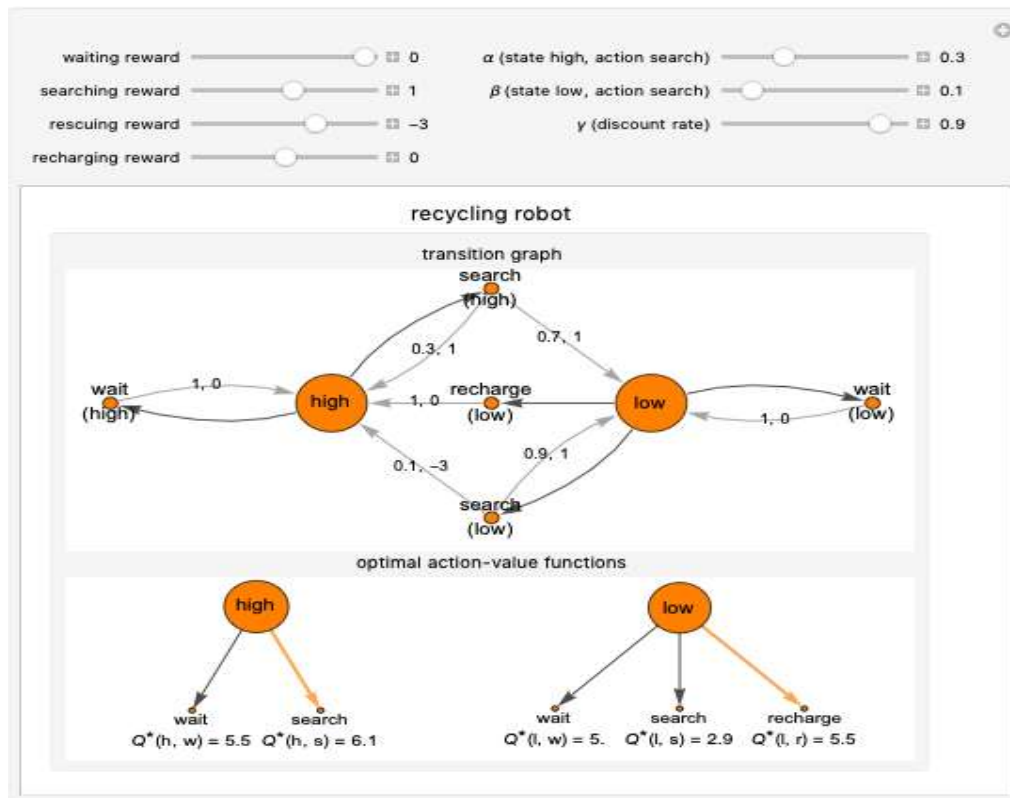 waiting reward 0 α (state high, action search) 0.3
searching reward 1 β (state low, action search) 0.1
rescuing reward −3 γ (discount rate) 0.9
recharging reward 0
recycling robot
transition graph
search
(high)
0.3, 1
0.7, 1
wait
(high)
1, 0
high
1, 0
recharge
(low)
low
wait
(low)
1, 0
0.1, −3
0.9, 1
search
(low)
optimal action-value functions
high
low
wait search wait search recharge
Q*(h, w) = 5.5 Q*(h, s) = 6.1 Q*(l, w) = 5. Q*(l, s) = 2.9 Q*(l, r) = 5.5